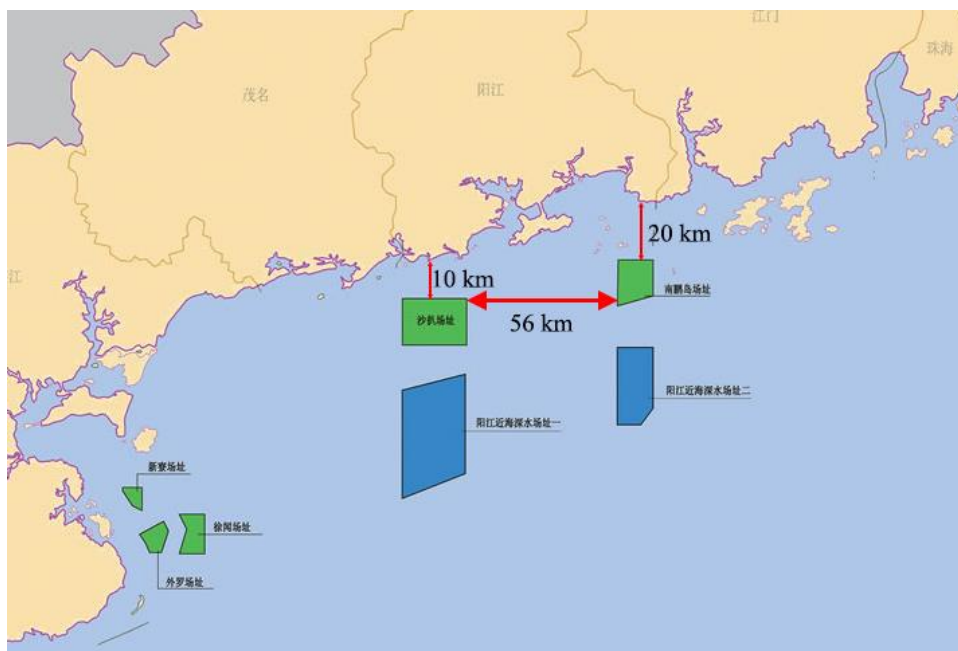 江门
珠海
茂名
阳江
20 km
10 km
南鹏岛场址
沙扒场址
56 km
江
阳江近海深水场址二
阳江近海深水场址一
新寮场址
徐闻场址
外罗场址